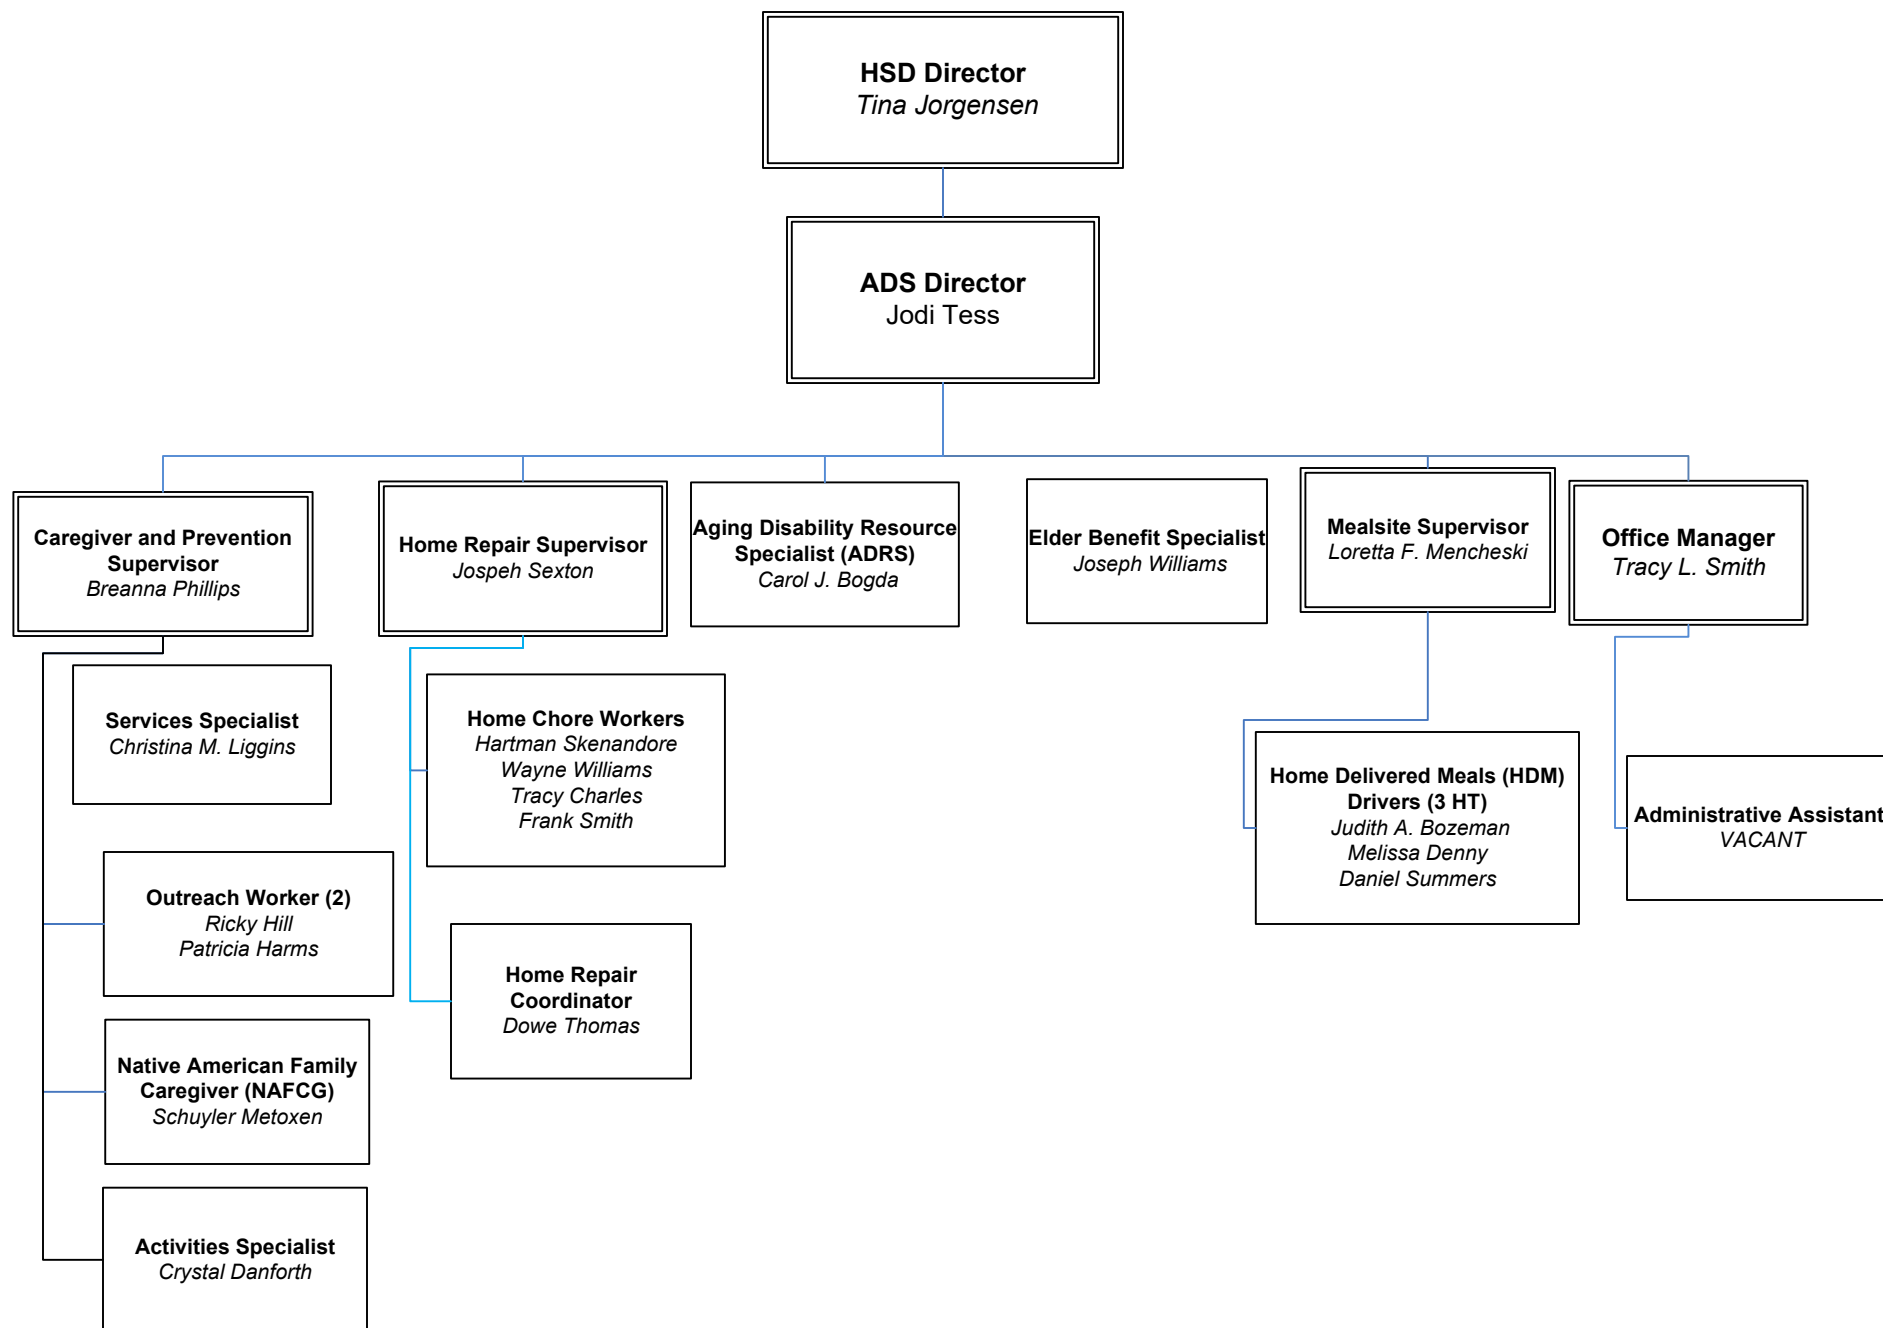 HSD Director
Tina Jorgensen
ADS Director
Jodi Tess
Caregiver and Prevention
Supervisor
Breanna Phillips
Home Repair Supervisor
Jospeh Sexton
Aging Disability Resource
Specialist (ADRS)
Carol J. Bogda
Elder Benefit Specialist
Joseph Williams
Mealsite Supervisor
Loretta F. Mencheski
Office Manager
Tracy L. Smith
Services Specialist
Christina M. Liggins
Outreach Worker (2)
Ricky Hill
Patricia Harms
Native American Family
Caregiver (NAFCG)
Schuyler Metoxen
Activities Specialist
Crystal Danforth
Home Chore Workers
Hartman Skenandore
Wayne Williams
Tracy Charles
Frank Smith
Home Repair
Coordinator
Dowe Thomas
Home Delivered Meals (HDM)
Drivers (3 HT)
Judith A. Bozeman
Melissa Denny
Daniel Summers
Administrative Assistant
VACANT